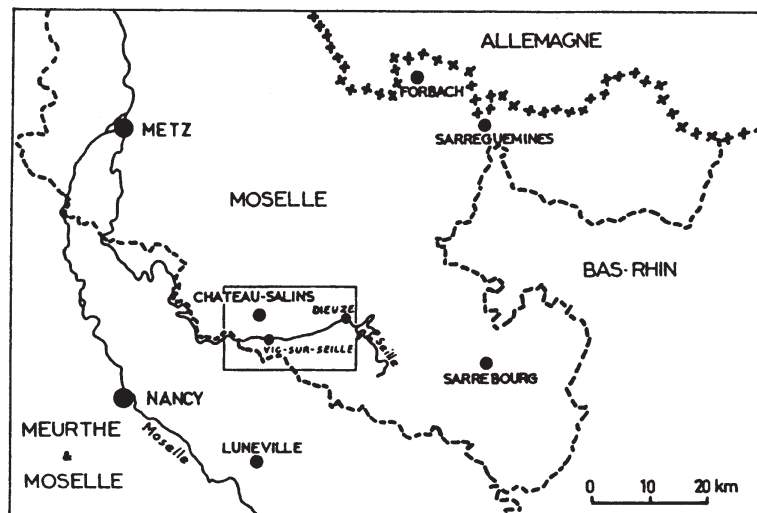 ALLEMAGNE
FORBACH
METZ
SARREGUEMINES
MOSELLE
BAS-RHIN
CHATEAU-SALINS
DIEUZE
Seille
VIC-SUR-SEILLE
SARREBOURG
NANCY
MEURTHE
&
MOSELLE
Moselle
LUNEVILLE
0 10 20 km